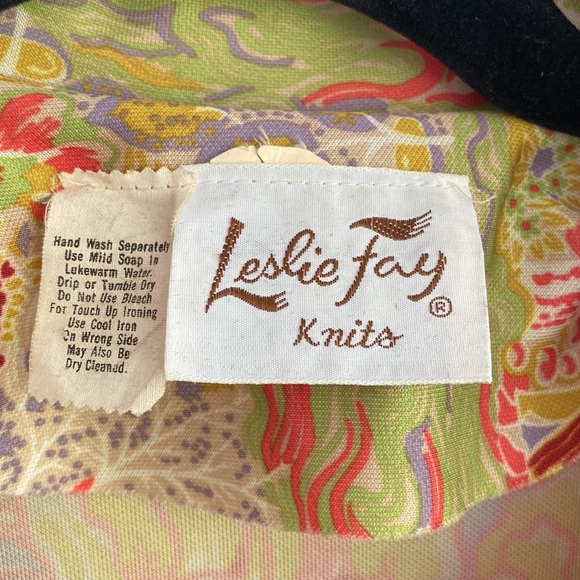 Hand Wash Separately
Use Mild Soap In
Lukewarm Water.
Drip or Tumble Dry
Do Not Use Bleach
For Touch Up Ironing
Use Cool Iron
On Wrong Side
May Also Be
Dry Cleaned.
Leslie Fay
®
Knits